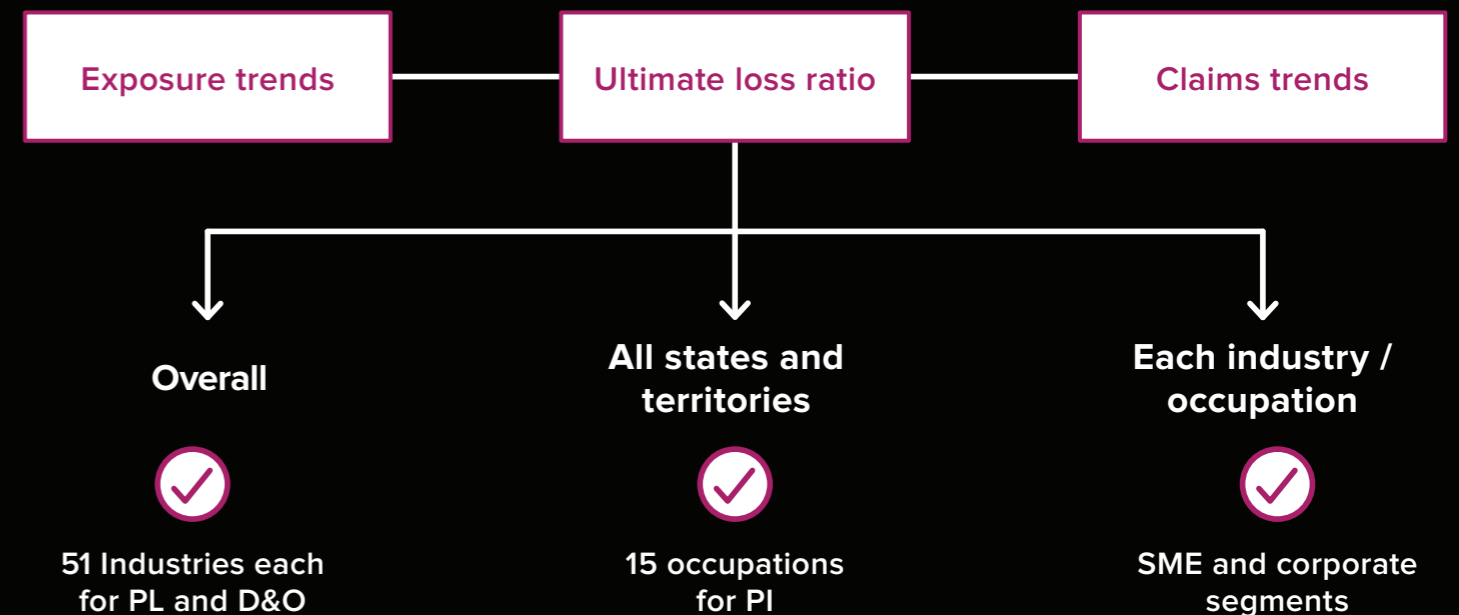 Exposure trends
Ultimate loss ratio
Claims trends
Overall
All states and
territories
Each industry /
occupation
51 Industries each
for PL and D&O
15 occupations
for PI
SME and corporate
segments